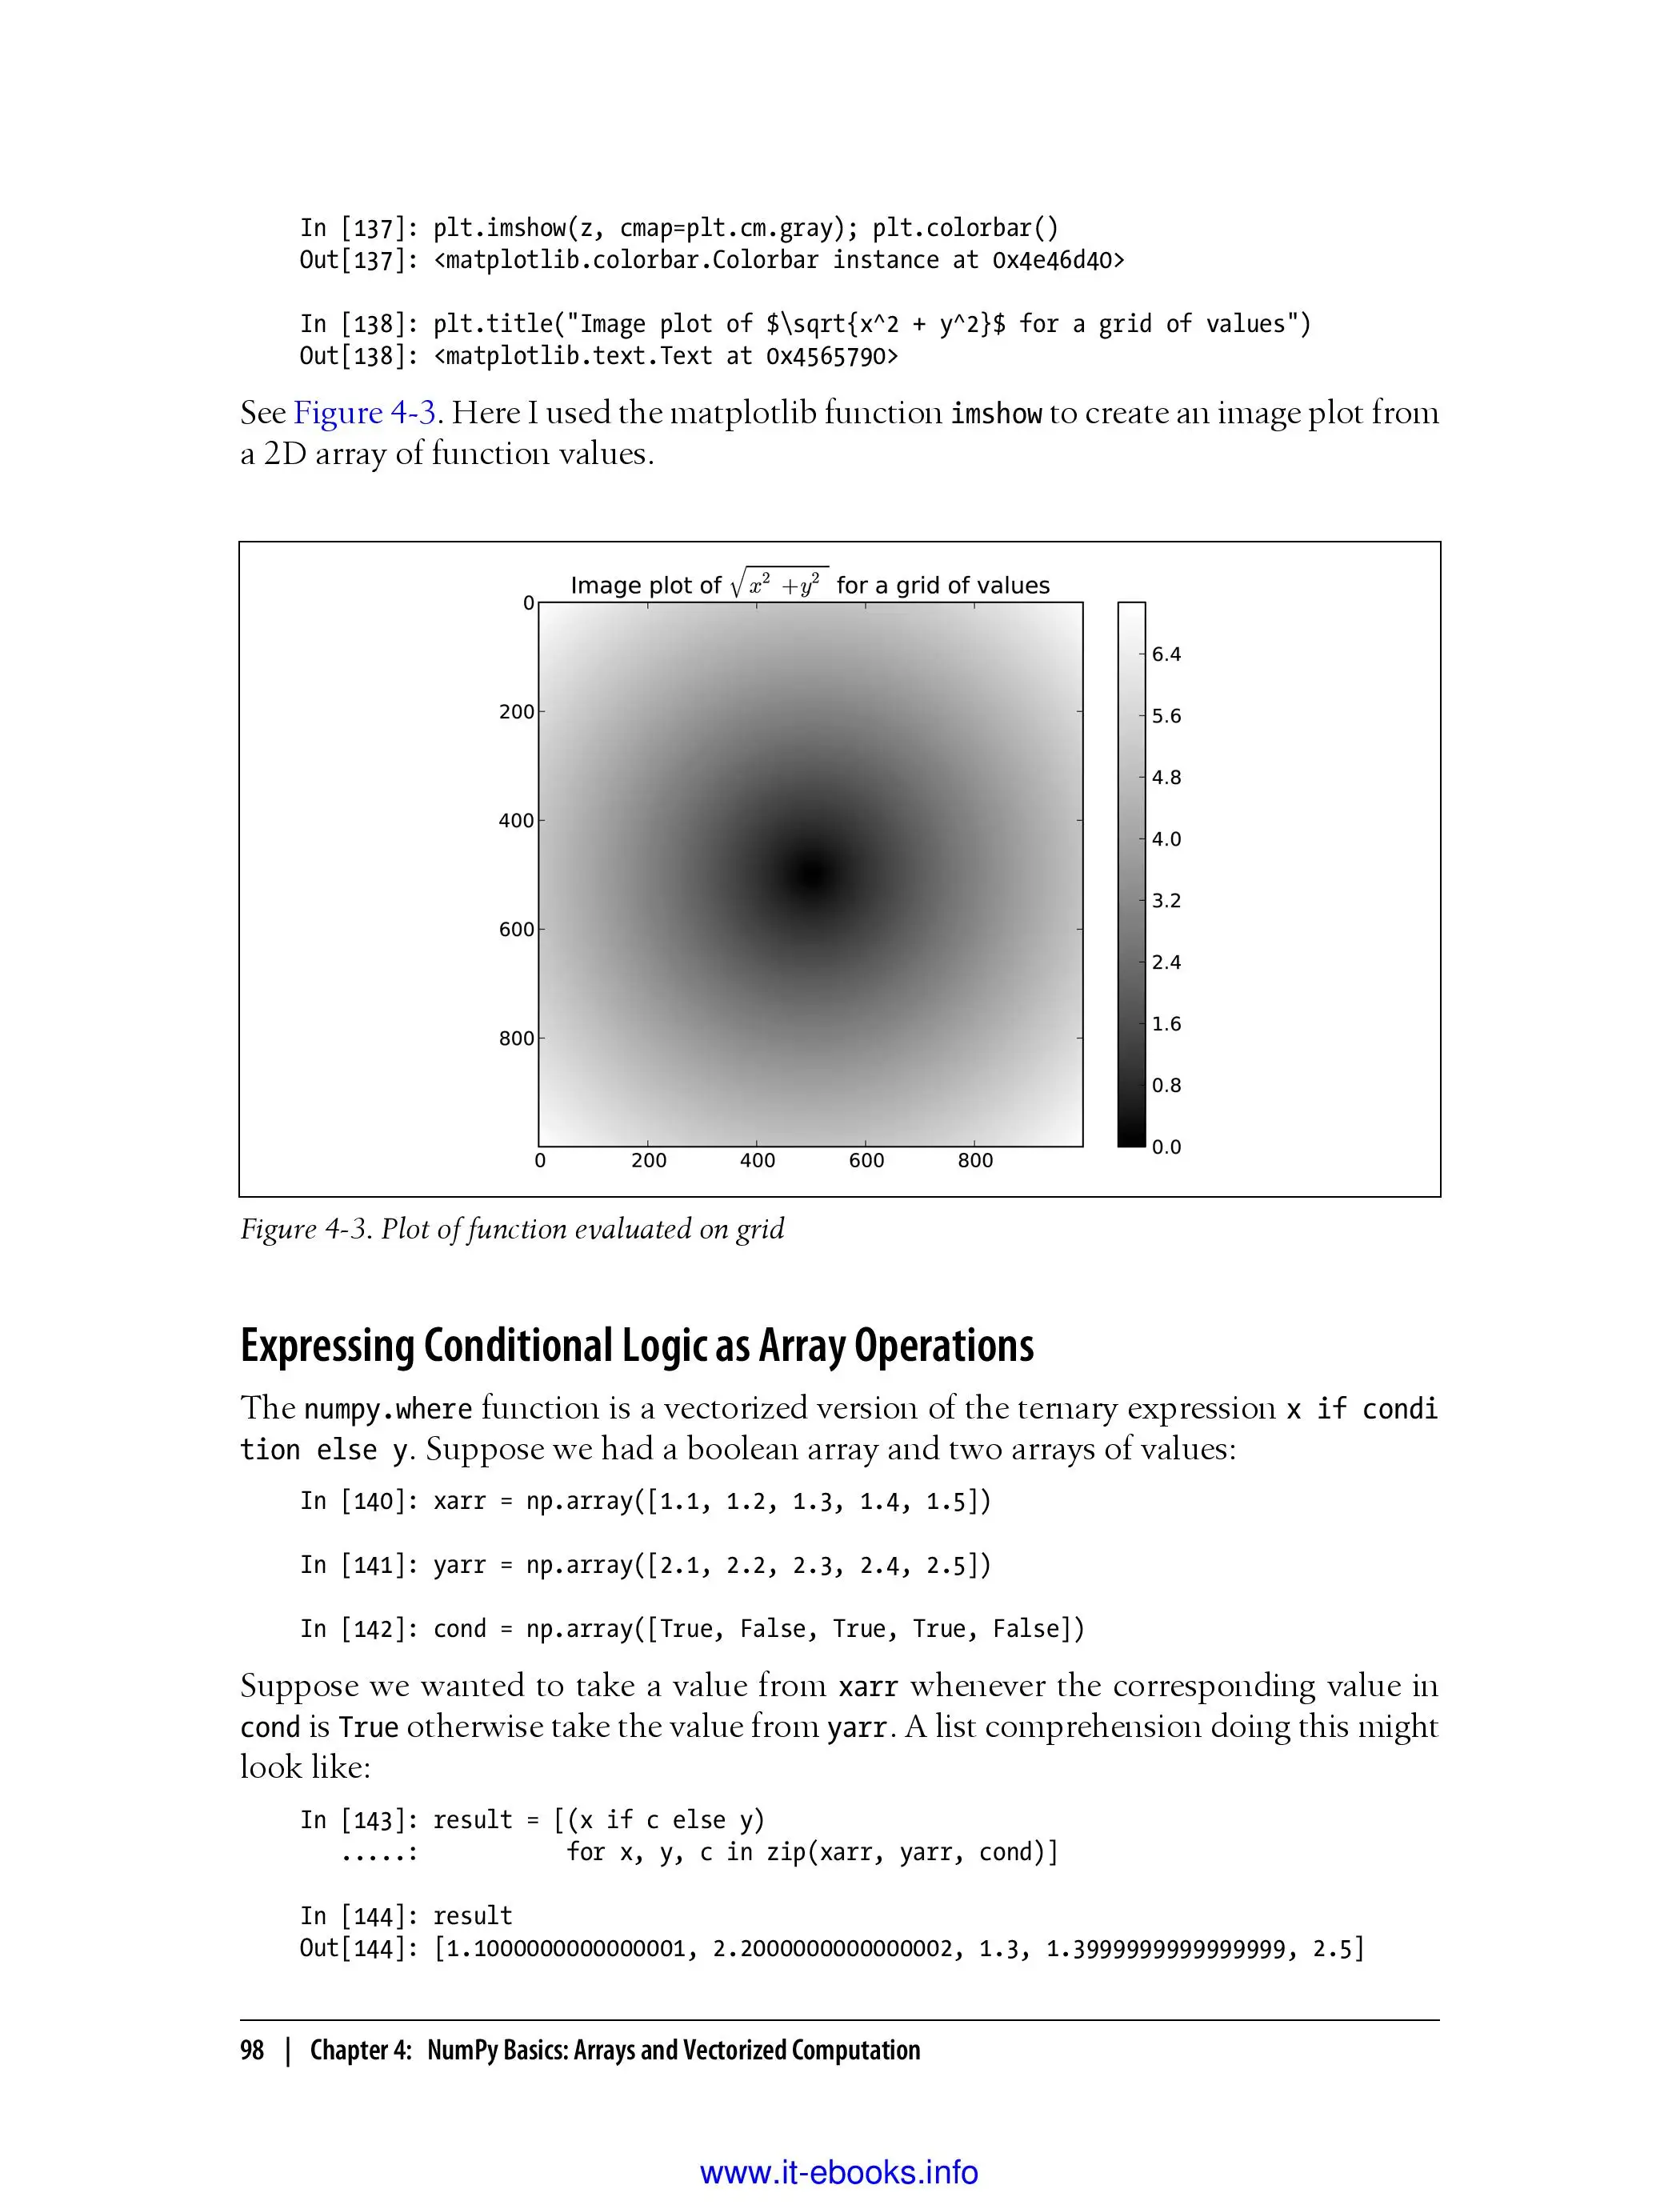 In [137]: plt.imshow(z, cmap=plt.cm.gray); plt.colorbar()
Out[137]: <matplotlib.colorbar.Colorbar instance at 0x4e46d40>
In [138]: plt.title("Image plot of $\sqrt{x^2 + y^2}$ for a grid of values")
Out[138]: <matplotlib.text.Text at 0x4565790>
See Figure 4-3. Here I used the matplotlib function imshow to create an image plot from
a 2D array of function values.
Image plot of √x² + y² for a grid of values
0
200
400
600
800
0 200 400 600 800
6.4
5.6
4.8
4.0
3.2
2.4
1.6
0.8
0.0
Figure 4-3. Plot of function evaluated on grid
Expressing Conditional Logic as Array Operations
The numpy.where function is a vectorized version of the ternary expression x if condi
tion else y. Suppose we had a boolean array and two arrays of values:
In [140]: xarr = np.array([1.1, 1.2, 1.3, 1.4, 1.5])
In [141]: yarr = np.array([2.1, 2.2, 2.3, 2.4, 2.5])
In [142]: cond = np.array([True, False, True, True, False])
Suppose we wanted to take a value from xarr whenever the corresponding value in
cond is True otherwise take the value from yarr. A list comprehension doing this might
look like:
In [143]: result = [(x if c else y)
.....: for x, y, c in zip(xarr, yarr, cond)]
In [144]: result
Out[144]: [1.1000000000000001, 2.2000000000000002, 1.3, 1.3999999999999999, 2.5]
98 | Chapter 4: NumPy Basics: Arrays and Vectorized Computation
www.it-ebooks.info